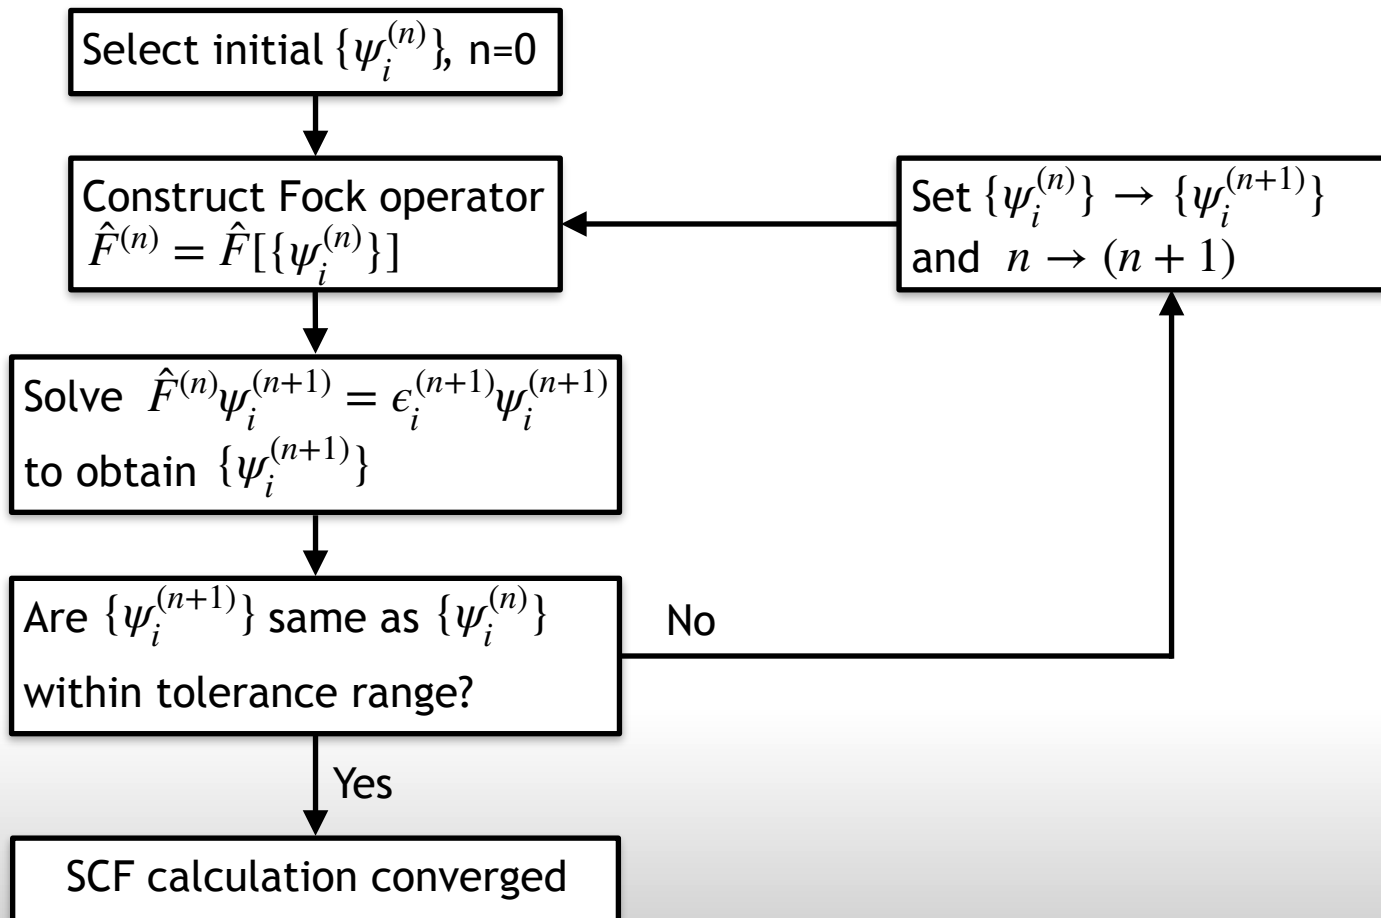 Select initial {ψ_i^(n)}, n=0
Construct Fock operator
F̂^(n) = F̂[{ψ_i^(n)}]
Set {ψ_i^(n)} → {ψ_i^(n+1)}
and n → (n + 1)
Solve F̂^(n)ψ_i^(n+1) = ϵ_i^(n+1)ψ_i^(n+1)
to obtain {ψ_i^(n+1)}
Are {ψ_i^(n+1)} same as {ψ_i^(n)}
within tolerance range?
No
Yes
SCF calculation converged